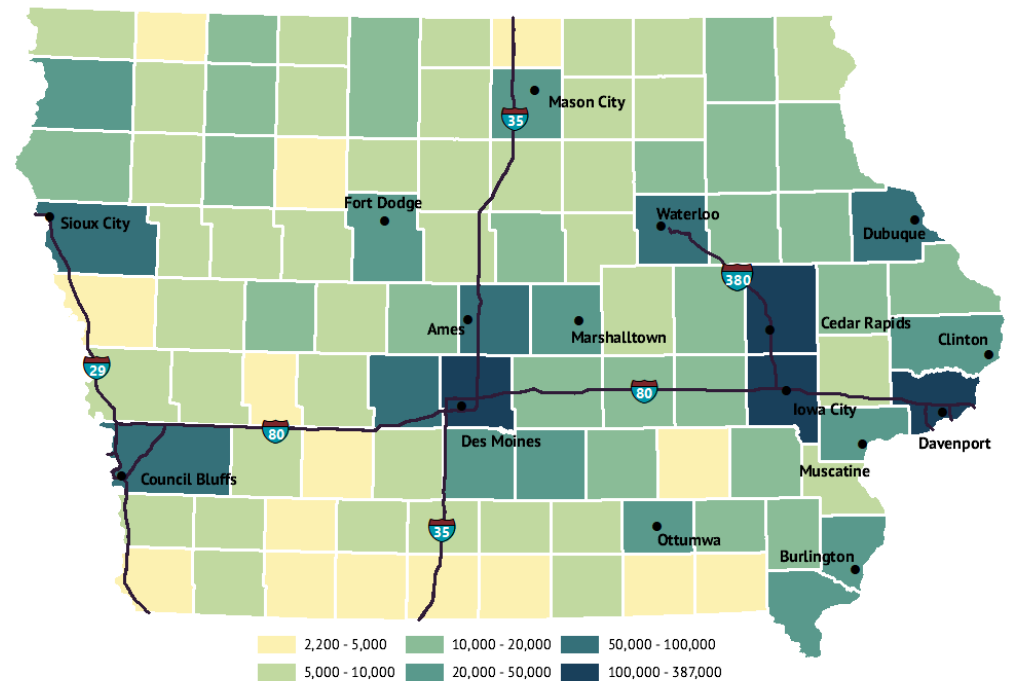 Mason City
35
Fort Dodge
Sioux City
Waterloo
Dubuque
380
Ames
Marshalltown
Cedar Rapids
Clinton
29
80
Iowa City
80
Des Moines
Davenport
Council Bluffs
Muscatine
35
Ottumwa
Burlington
2,200 - 5,000
10,000 - 20,000
50,000 - 100,000
5,000 - 10,000
20,000 - 50,000
100,000 - 387,000